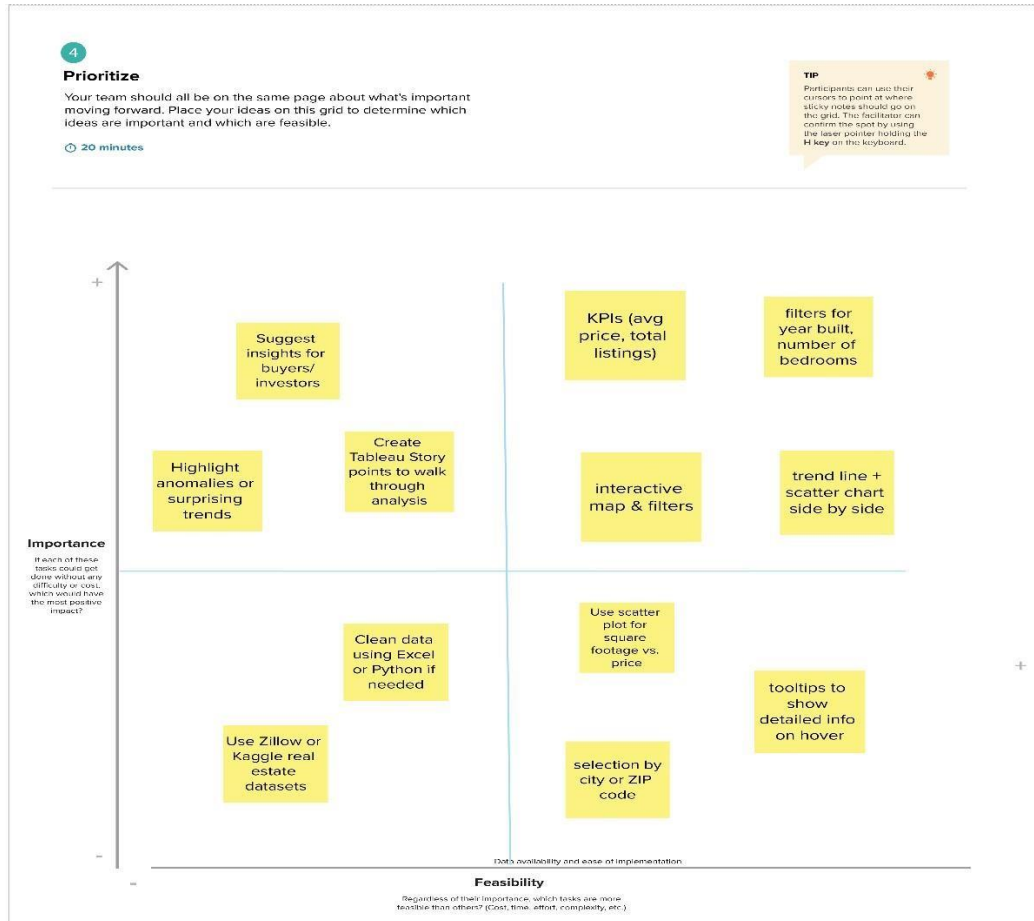 4
Prioritize
Your team should all be on the same page about what's important
moving forward. Place your ideas on this grid to determine which
ideas are important and which are feasible.
20 minutes
TIP
Participants can use their
cursors to point at where
sticky notes should go on
the grid. The facilitator can
confirm the spot by using
the laser pointer holding the
H key on the keyboard.
+
Suggest
insights for
buyers/
investors
KPIs (avg
price, total
listings)
filters for
year built,
number of
bedrooms
Highlight
anomalies or
surprising
trends
Create
Tableau Story
points to walk
through
analysis
interactive
map & filters
trend line +
scatter chart
side by side
Importance
If each of these
tasks could get
done without any
difficulty or cost,
which would have
the most positive
impact?
Clean data
using Excel
or Python if
needed
Use scatter
plot for
square
footage vs.
price
+
tooltips to
show
detailed info
on hover
Use Zillow or
Kaggle real
estate
datasets
selection by
city or ZIP
code
-
Data availability and ease of implementation
-
Feasibility
Regardless of their importance, which tasks are more
feasible than others? (Cost, time, effort, complexity, etc.)